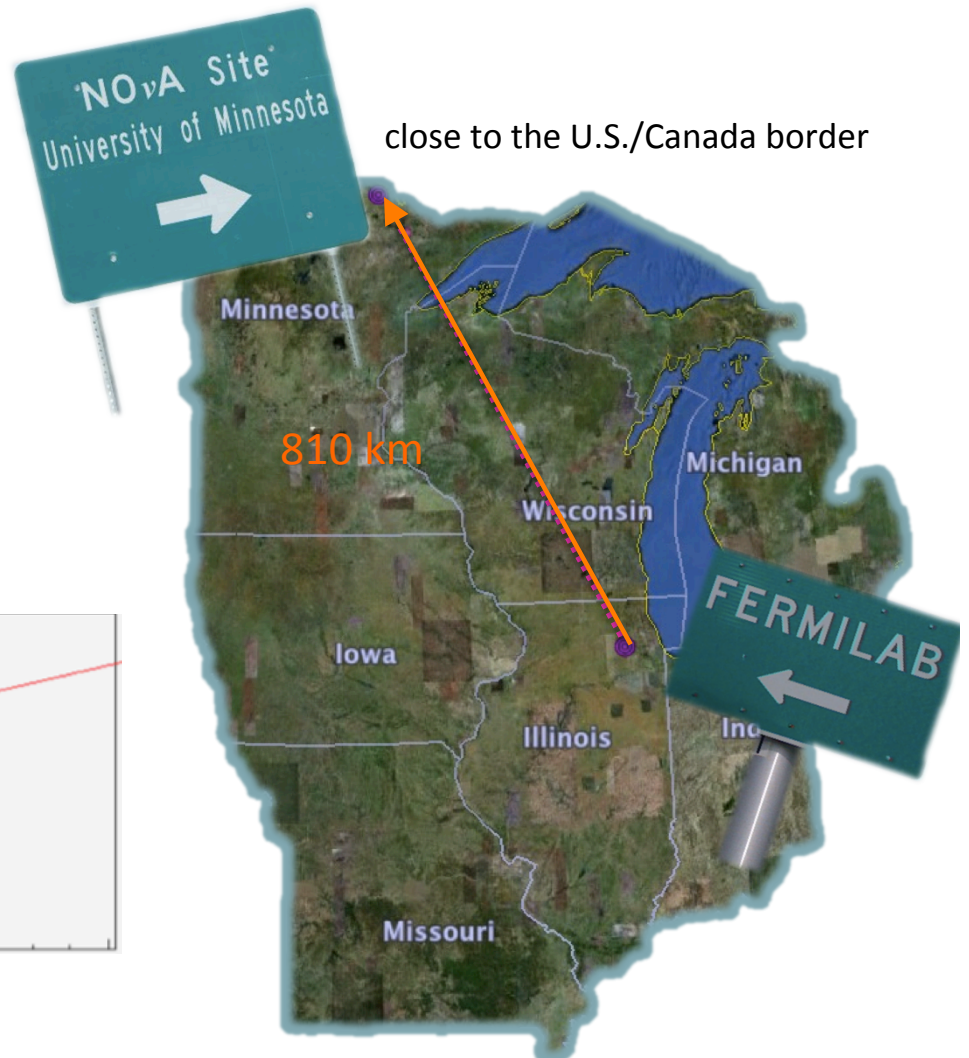 NOνA Site
University of Minnesota
close to the U.S./Canada border
Minnesota
810 km
Michigan
Wisconsin
FERMILAB
Iowa
Illinois
Missouri